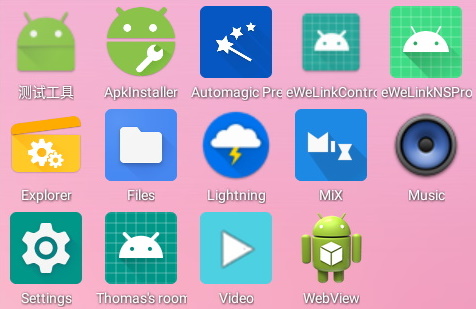 测试工具
ApkInstaller
Automagic Pre
eWeLinkContro
eWeLinkNSPro
Explorer
Files
Lightning
MiX
Music
Settings
Thomas's room
Video
WebView